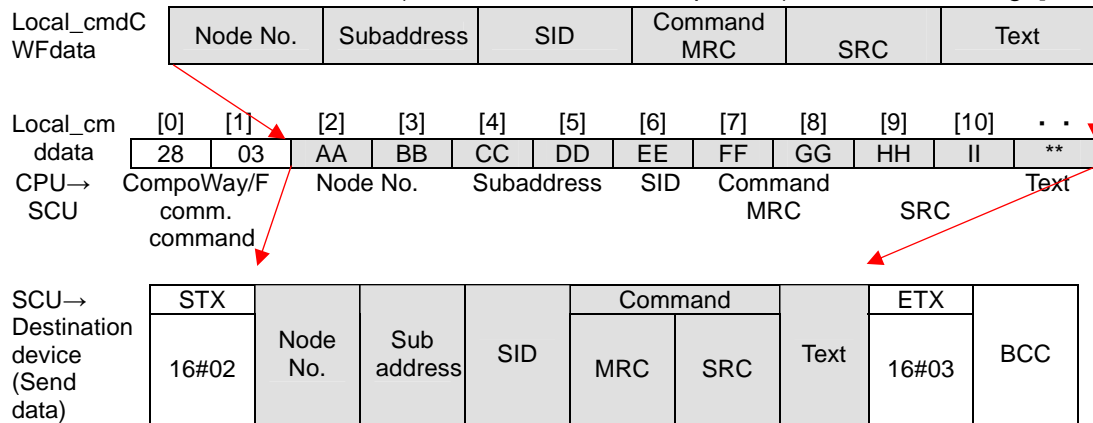 Local_cmdC
WFdata
Node No. Subaddress SID Command
MRC SRC Text
Local_cm
ddata
[0] [1] [2] [3] [4] [5] [6] [7] [8] [9] [10] ・ ・
28 03 AA BB CC DD EE FF GG HH II **
CPU→
SCU
CompoWay/F
comm.
command
Node No. Subaddress SID Command
MRC SRC Text
SCU→
Destination
device
(Send
data)
STX
16#02
Node
No.
Sub
address
SID
Command
MRC SRC
Text
ETX
16#03
BCC